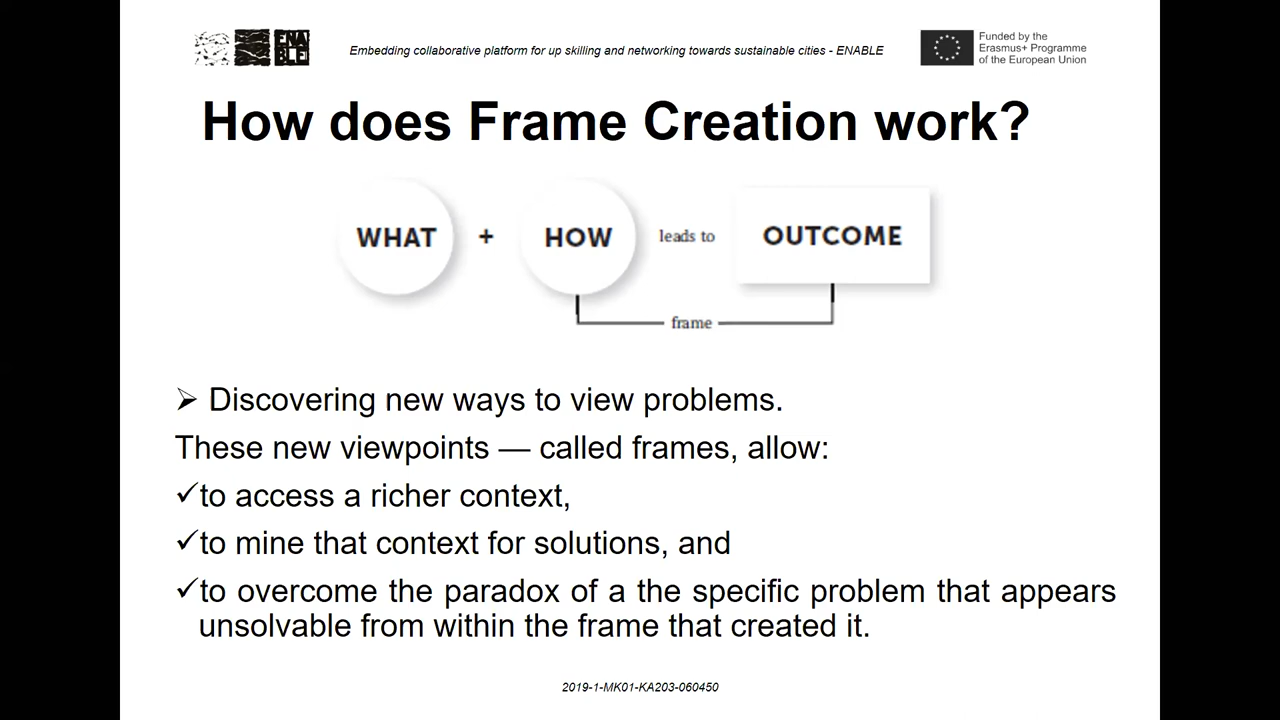 ENA
BLE
Embedding collaborative platform for up skilling and networking towards sustainable cities - ENABLE
Funded by the
Erasmus+ Programme
of the European Union
How does Frame Creation work?
WHAT + HOW leads to OUTCOME
frame
➢ Discovering new ways to view problems.
These new viewpoints — called frames, allow:
✓to access a richer context,
✓to mine that context for solutions, and
✓to overcome the paradox of a the specific problem that appears
unsolvable from within the frame that created it.
2019-1-MK01-KA203-060450